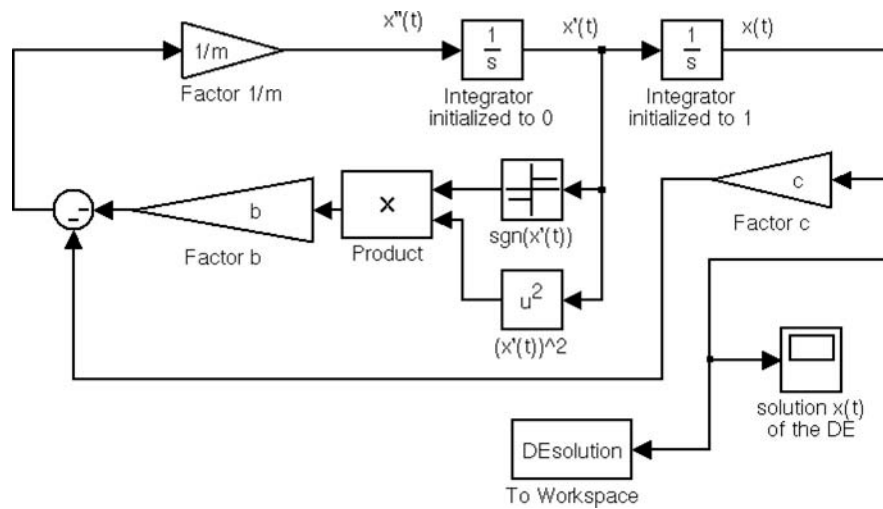 x''(t)
x'(t)
x(t)
1/m
1
s
1
s
Factor 1/m
Integrator
initialized to 0
Integrator
initialized to 1
b
x
c
sgn(x'(t))
Factor b
Product
Factor c
u2
(x'(t))^2
solution x(t)
of the DE
DEsolution
To Workspace